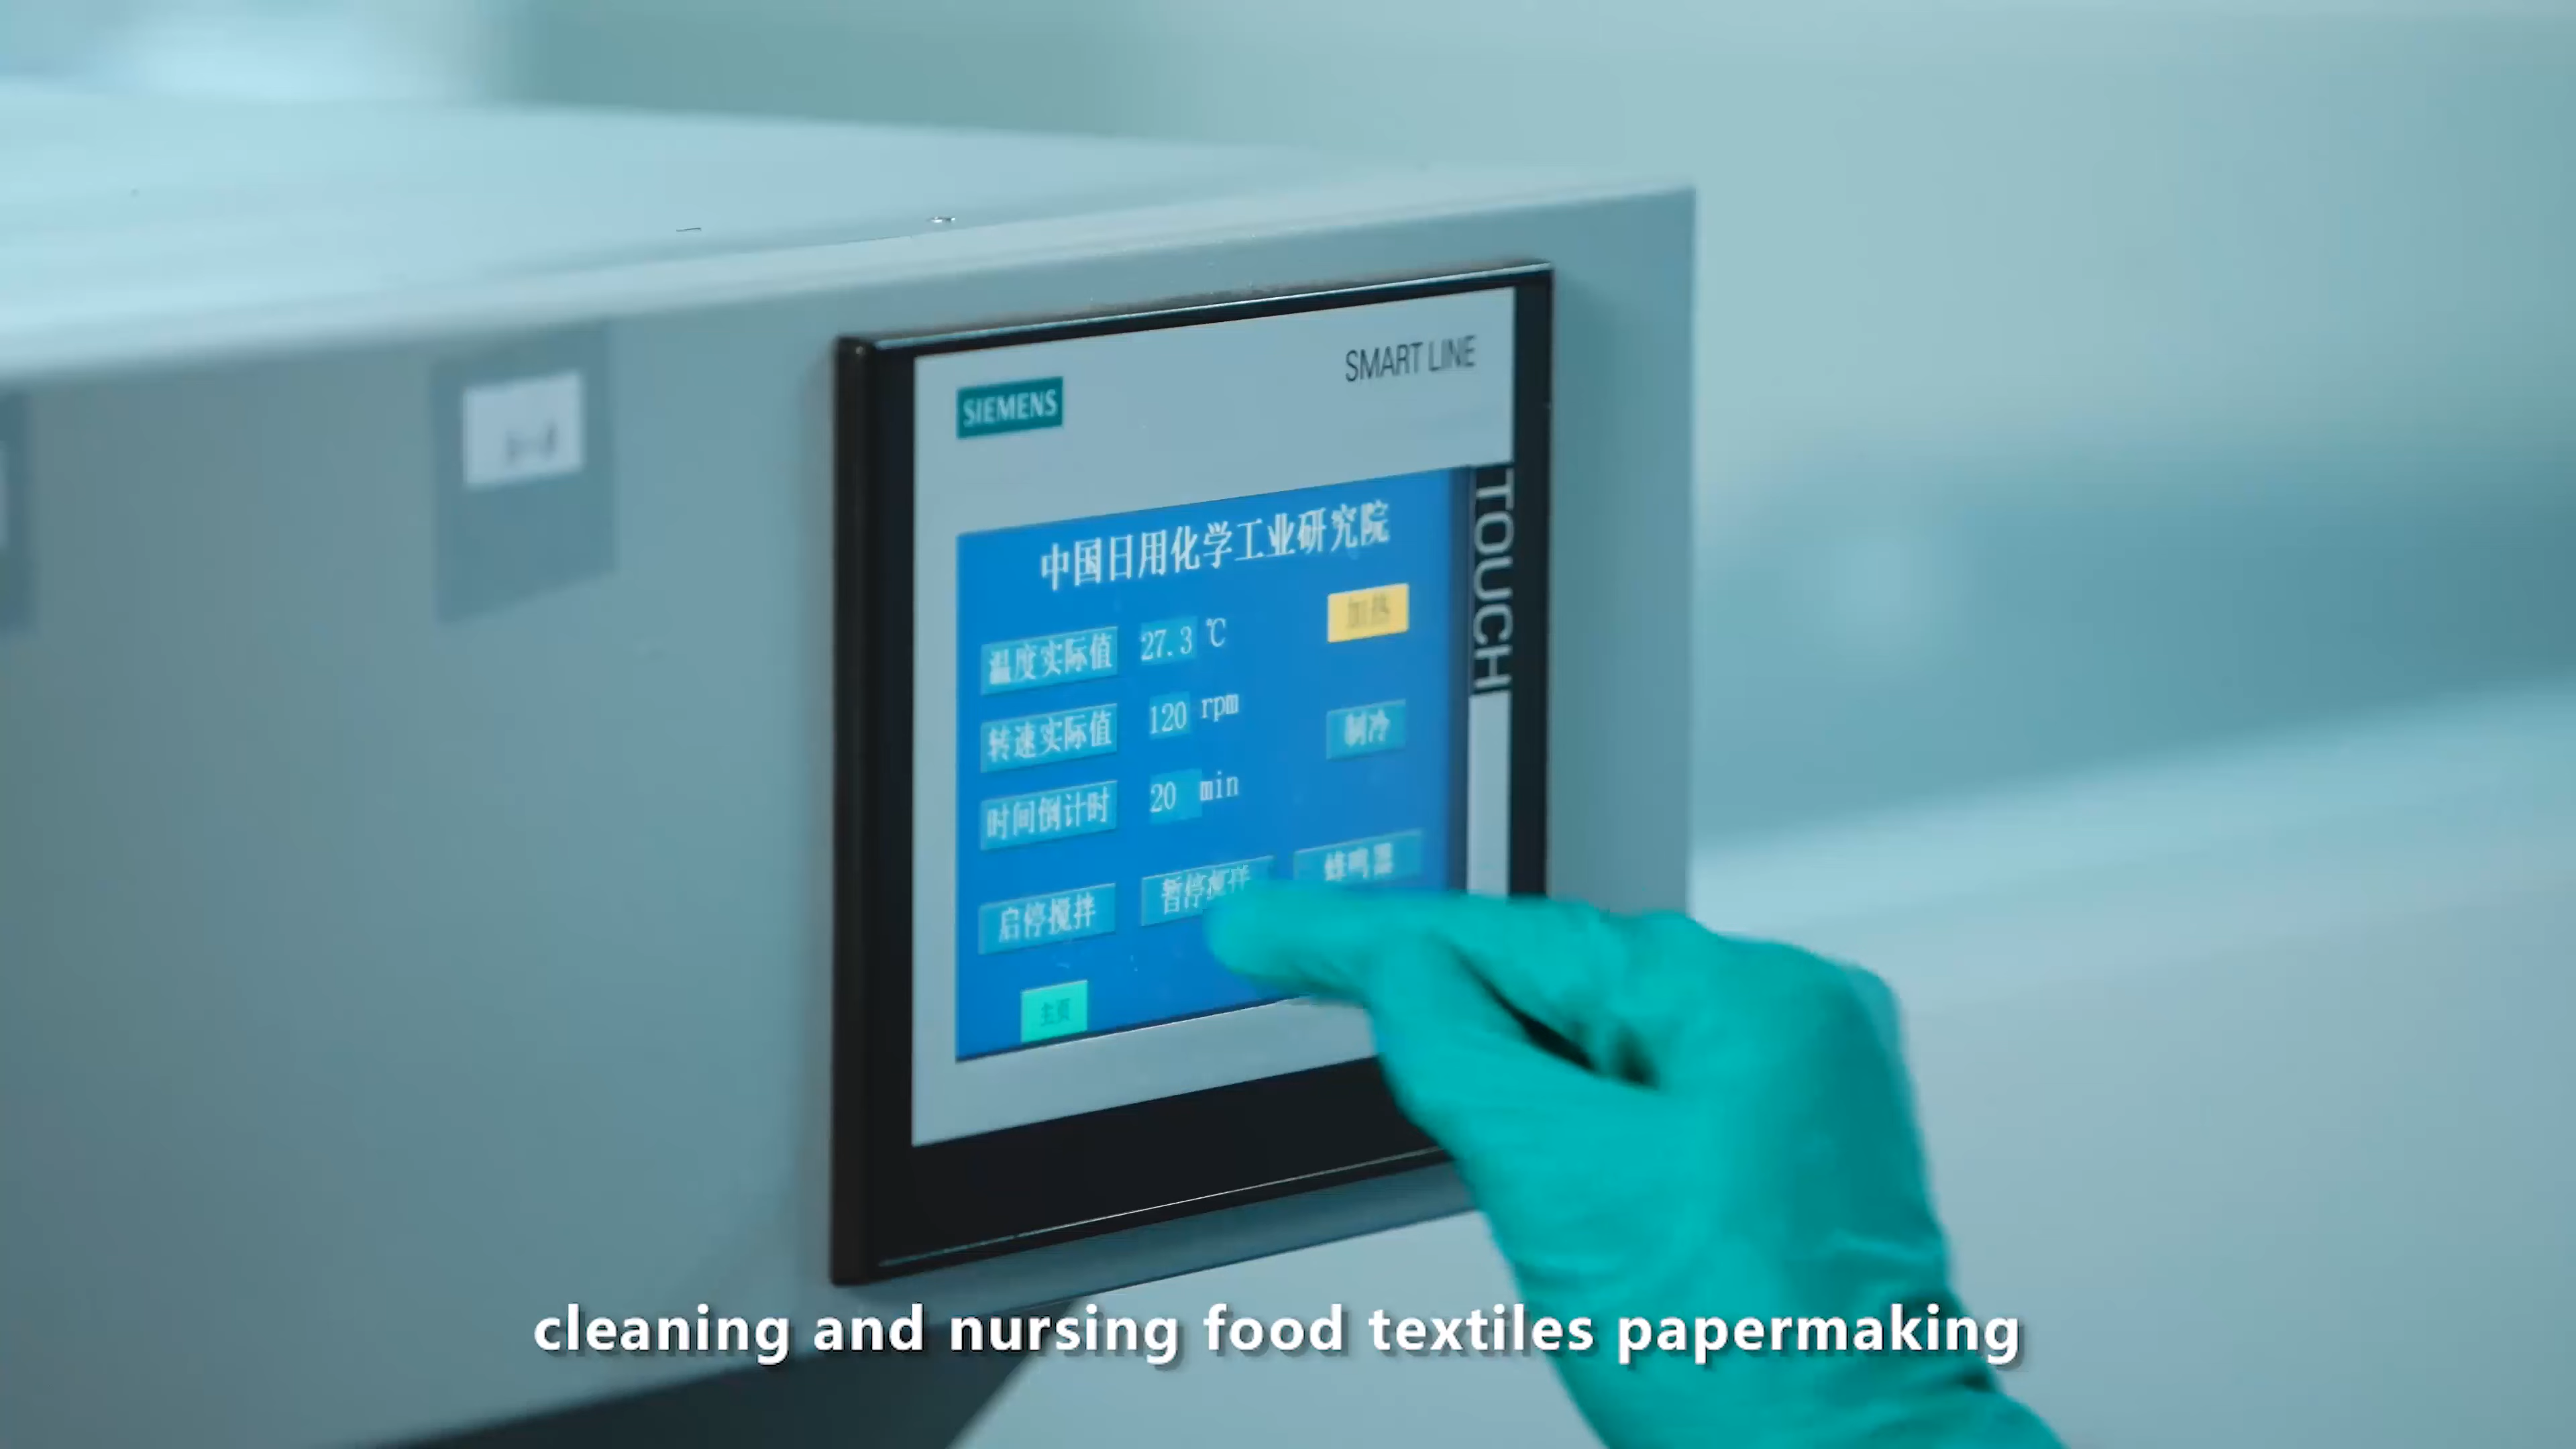 SIEMENS
SMART LINE
TOUCH
中国日用化学工业研究院
加热
温度实际值 27.3 ℃
转速实际值 120 rpm
制冷
时间倒计时 20 min
启停搅拌 暂停搅拌 蜂鸣器
主页
cleaning and nursing food textiles papermaking